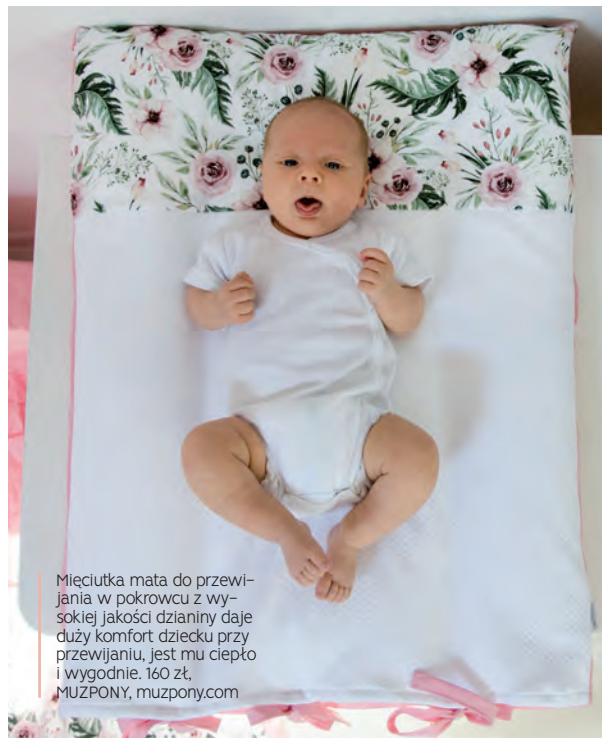 Mięciutka mata do przewi-
jania w pokrowcu z wy-
sokiej jakości dzianiny daje
duży komfort dziecku przy
przewijaniu, jest mu ciepło
i wygodnie. 160 zł,
MUZPONY, muzpony.com